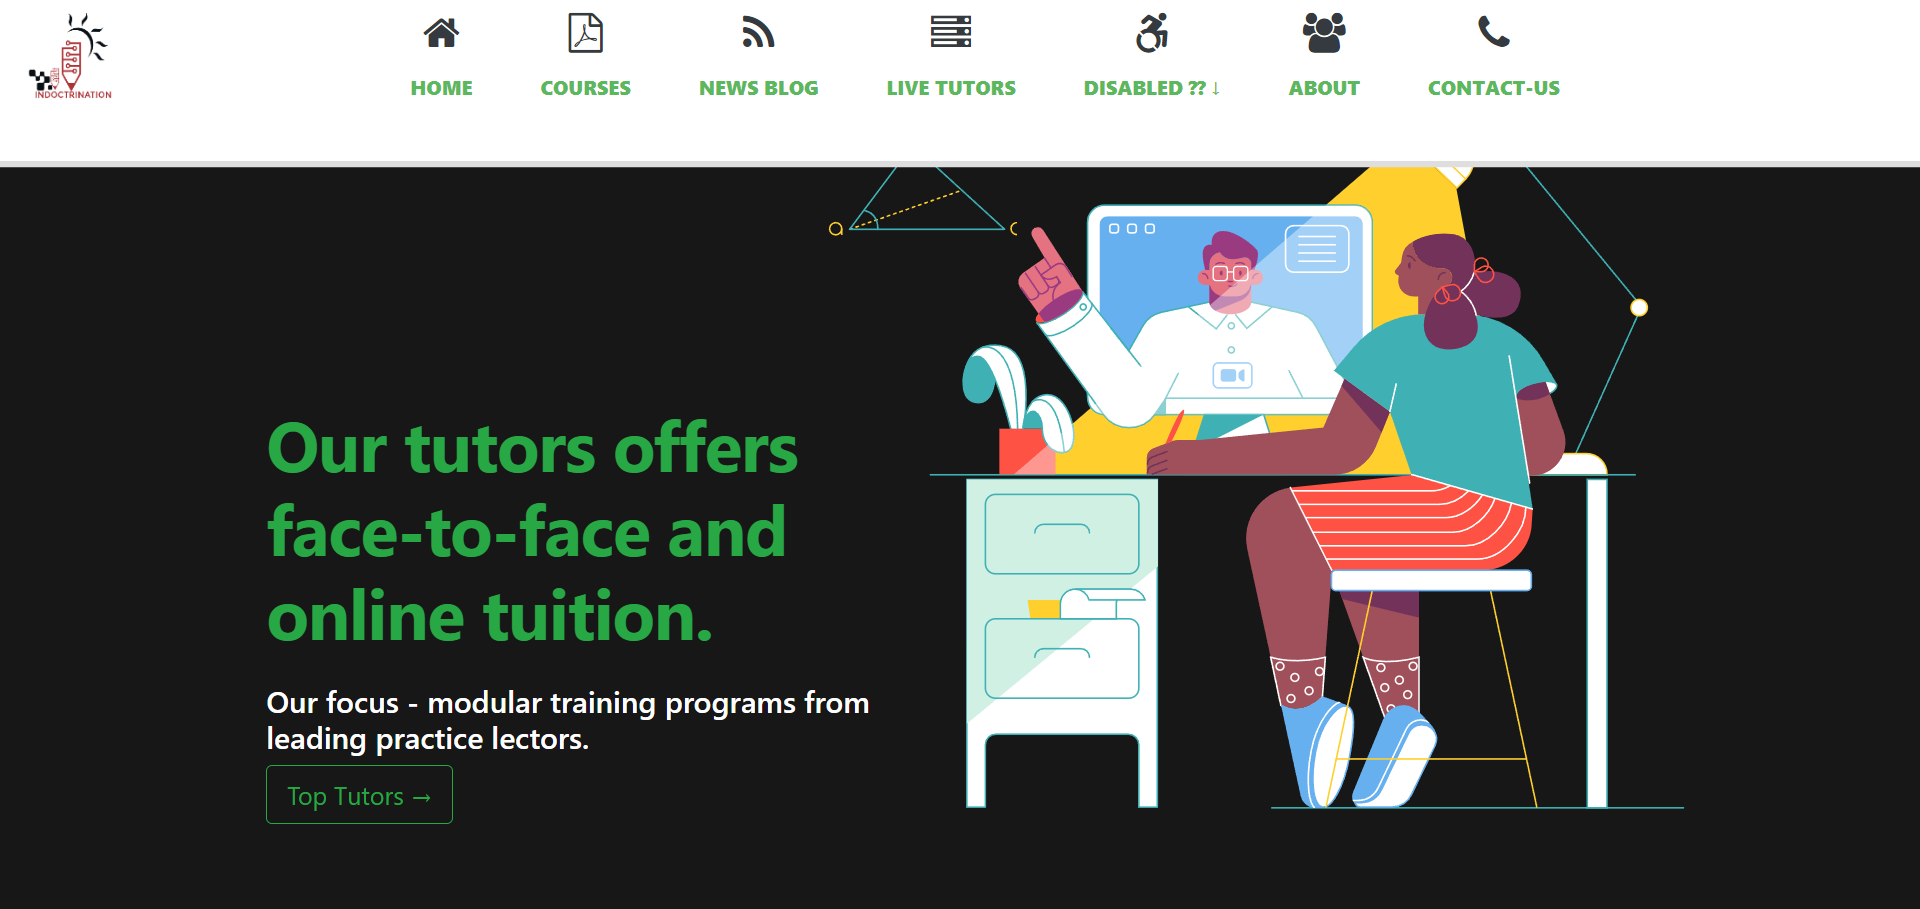 INDOCTRINATION
HOME COURSES NEWS BLOG LIVE TUTORS DISABLED ?? ↓ ABOUT CONTACT-US
Our tutors offers
face-to-face and
online tuition.
Our focus - modular training programs from
leading practice lectors.
Top Tutors →